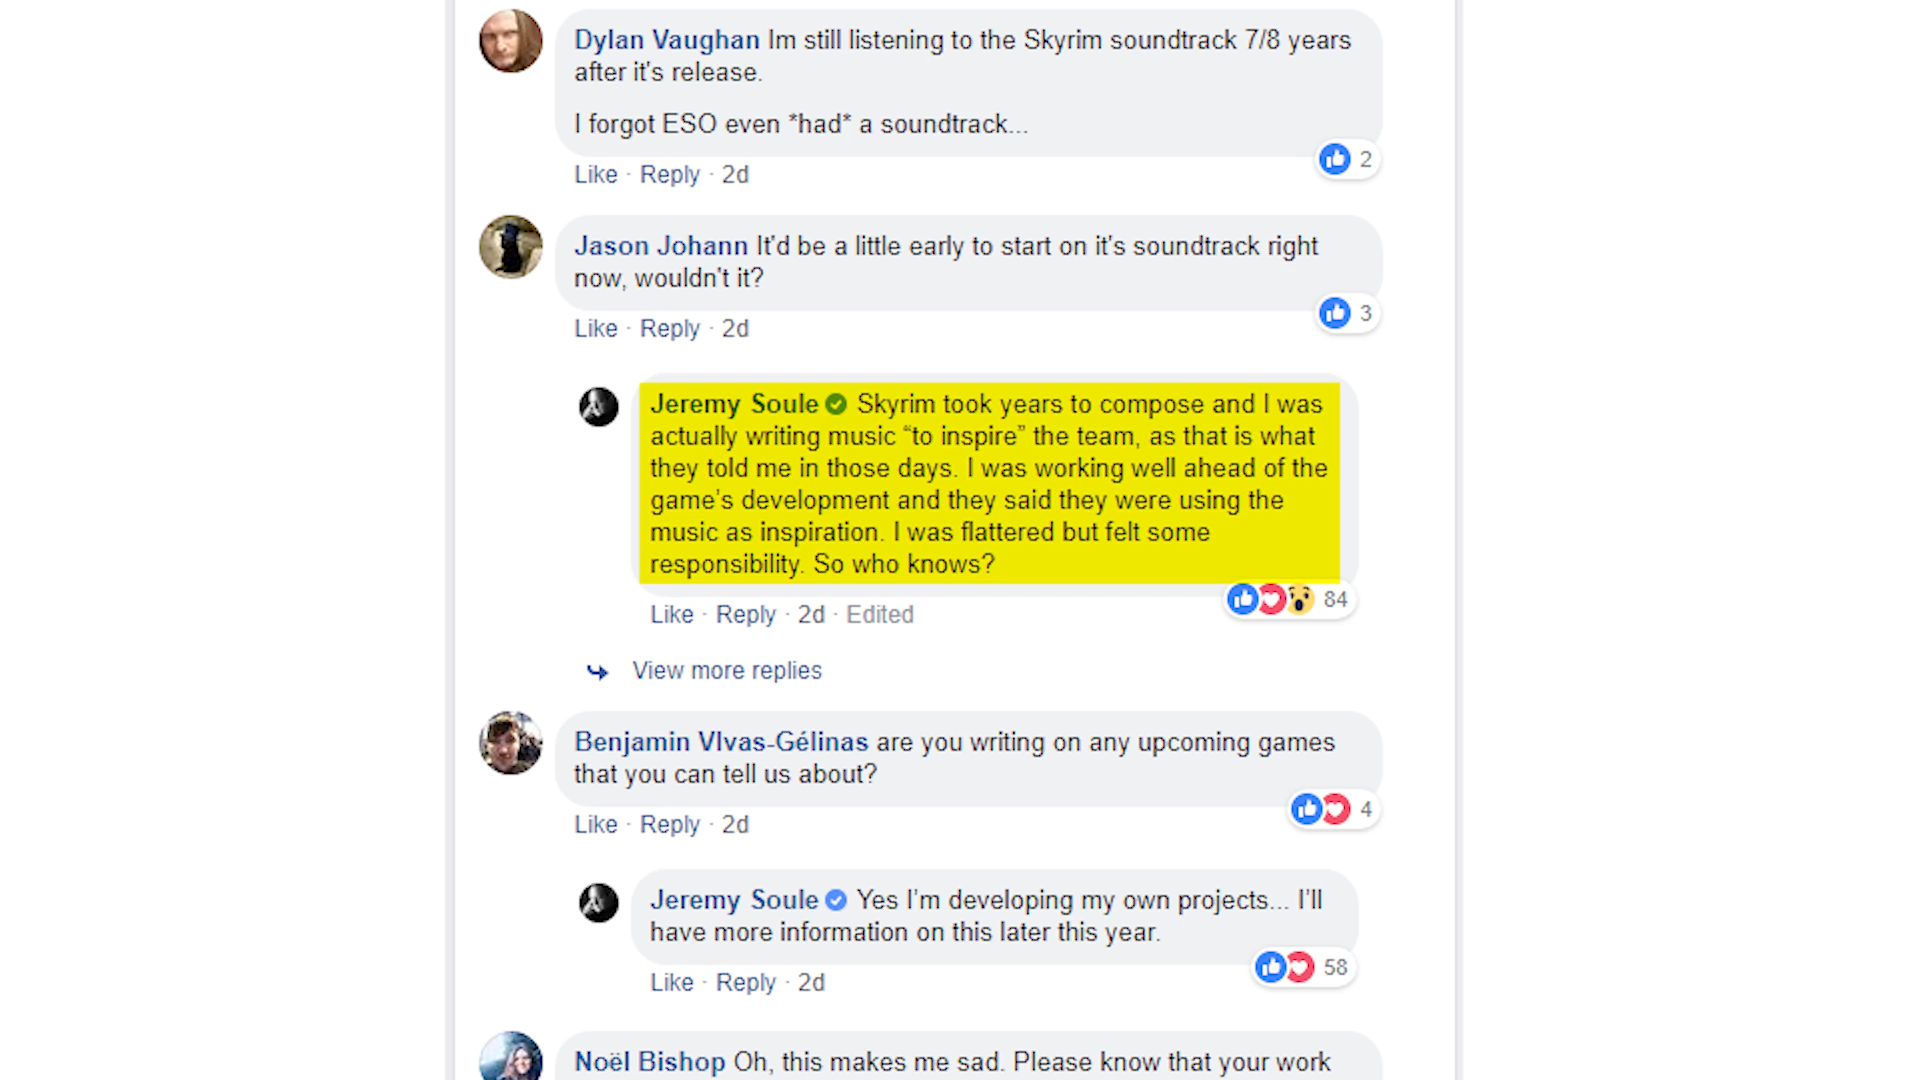 Dylan Vaughan Im still listening to the Skyrim soundtrack 7/8 years
after it's release.
I forgot ESO even *had* a soundtrack...
2
Like · Reply · 2d
Jason Johann It'd be a little early to start on it's soundtrack right
now, wouldn't it?
3
Like · Reply · 2d
Jeremy Soule Skyrim took years to compose and I was
actually writing music “to inspire” the team, as that is what
they told me in those days. I was working well ahead of the
game's development and they said they were using the
music as inspiration. I was flattered but felt some
responsibility. So who knows?
84
Like · Reply · 2d · Edited
View more replies
Benjamin VIvas-Gélinas are you writing on any upcoming games
that you can tell us about?
4
Like · Reply · 2d
Jeremy Soule Yes I'm developing my own projects... I'll
have more information on this later this year.
58
Like · Reply · 2d
Noël Bishop Oh, this makes me sad. Please know that your work